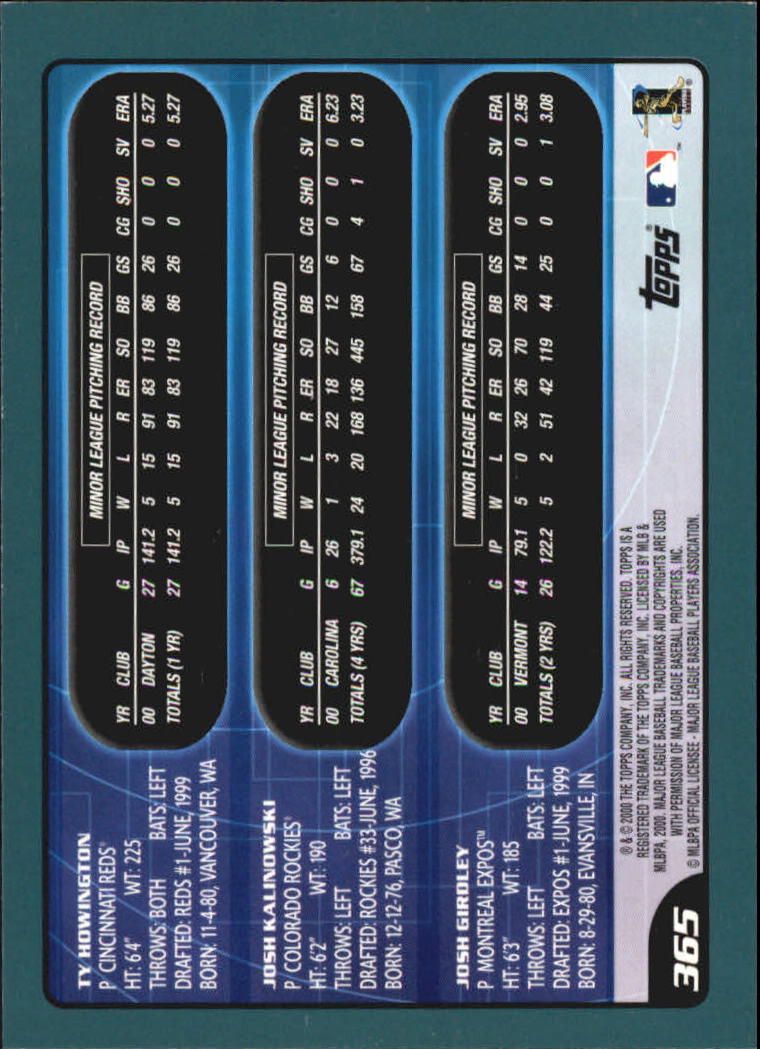 TY HOWINGTON
P CINCINNATI REDS®
HT: 6'4" WT: 225
THROWS: BOTH BATS: LEFT
DRAFTED: REDS #1-JUNE, 1999
BORN: 11-4-80, VANCOUVER, WA
MINOR LEAGUE PITCHING RECORD
YR CLUB G IP W L R ER SO BB GS CG SHO SV ERA
00 DAYTON 27 141.2 5 15 91 83 119 86 26 0 0 0 5.27
TOTALS (1 YR) 27 141.2 5 15 91 83 119 86 26 0 0 0 5.27
JOSH KALINOWSKI
P COLORADO ROCKIES®
HT: 6'2" WT: 190
THROWS: LEFT BATS: LEFT
DRAFTED: ROCKIES #33-JUNE, 1996
BORN: 12-12-76, PASCO, WA
MINOR LEAGUE PITCHING RECORD
YR CLUB G IP W L R ER SO BB GS CG SHO SV ERA
00 CAROLINA 6 26 1 3 22 18 27 12 6 0 0 0 6.23
TOTALS (4 YRS) 67 379.1 24 20 168 136 445 158 67 4 1 0 3.23
JOSH GIRDLEY
P MONTREAL EXPOS™
HT: 6'3" WT: 185
THROWS: LEFT BATS: LEFT
DRAFTED: EXPOS #1-JUNE, 1999
BORN: 8-29-80, EVANSVILLE, IN
MINOR LEAGUE PITCHING RECORD
YR CLUB G IP W L R ER SO BB GS CG SHO SV ERA
00 VERMONT 14 79.1 5 0 32 26 70 28 14 0 0 0 2.95
TOTALS (2 YRS) 26 122.2 5 2 51 42 119 44 25 0 0 1 3.08
365
® & © 2000 THE TOPPS COMPANY, INC. ALL RIGHTS RESERVED. TOPPS IS A
REGISTERED TRADEMARK OF THE TOPPS COMPANY, INC. LICENSED BY MLB &
MLBPA, 2000. MAJOR LEAGUE BASEBALL TRADEMARKS AND COPYRIGHTS ARE USED
WITH PERMISSION OF MAJOR LEAGUE BASEBALL PROPERTIES, INC.
© MLBPA OFFICIAL LICENSEE - MAJOR LEAGUE BASEBALL PLAYERS ASSOCIATION.
TOPPS®